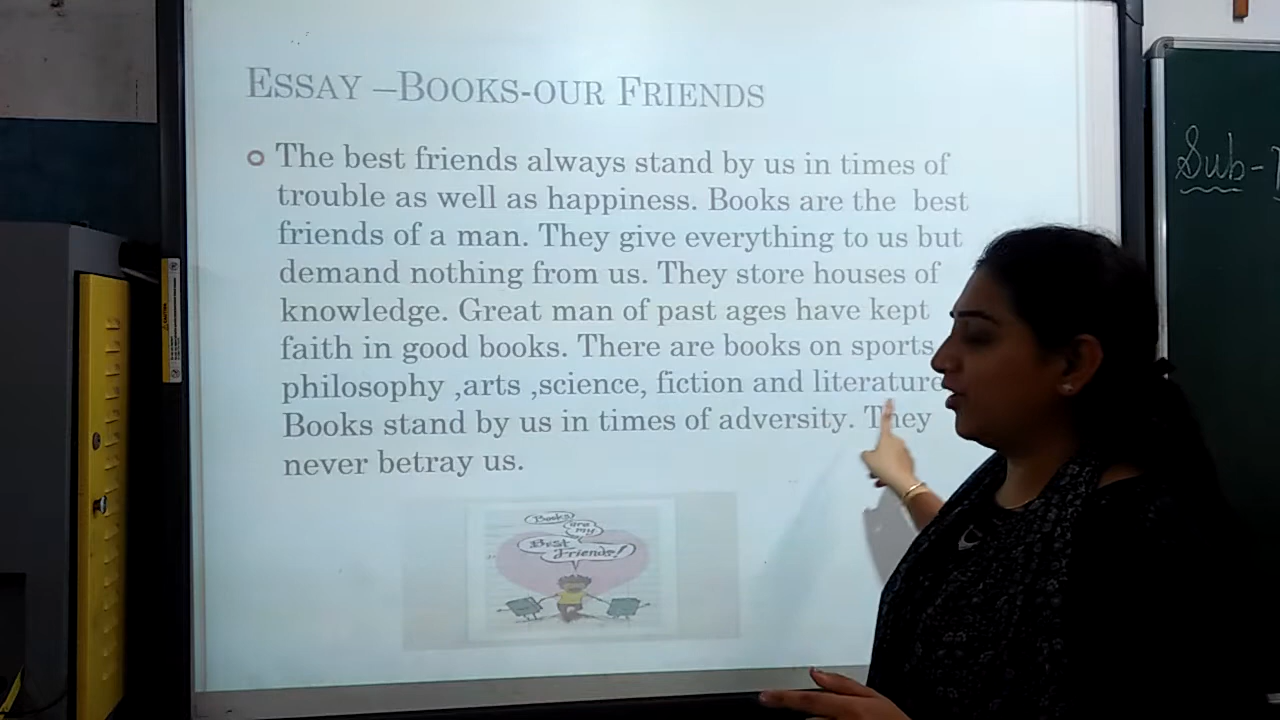 ESSAY –BOOKS-OUR FRIENDS
The best friends always stand by us in times of
trouble as well as happiness. Books are the best
friends of a man. They give everything to us but
demand nothing from us. They store houses of
knowledge. Great man of past ages have kept
faith in good books. There are books on sports
philosophy ,arts ,science, fiction and literature
Books stand by us in times of adversity. They
never betray us.
Books
are
my
Best
Friends!
Sub-